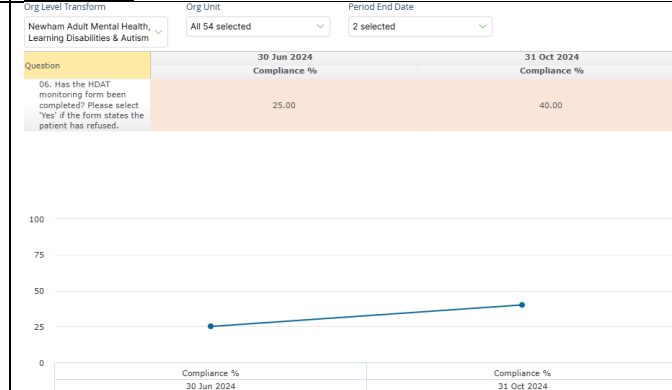 Org Level Transform Org Unit Period End Date
Newham Adult Mental Health, Learning Disabilities & Autism All 54 selected 2 selected
Question 30 Jun 2024 31 Oct 2024
Compliance % Compliance %
06. Has the HDAT
monitoring form been
completed? Please select
'Yes' if the form states the
patient has refused.
25.00 40.00
100
75
50
25
0
Compliance % Compliance %
30 Jun 2024 31 Oct 2024